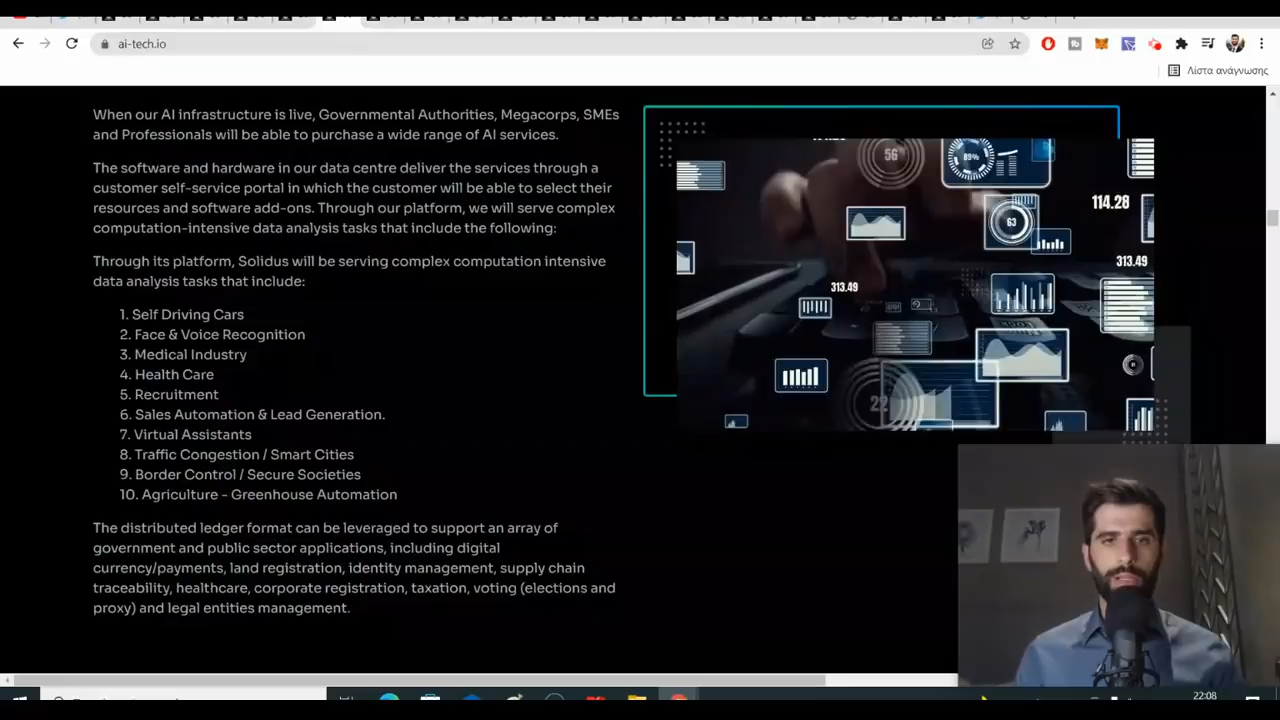 ai-tech.io
Λίστα ανάγνωσης
When our AI infrastructure is live, Governmental Authorities, Megacorps, SMEs
and Professionals will be able to purchase a wide range of AI services.
The software and hardware in our data centre deliver the services through a
customer self-service portal in which the customer will be able to select their
resources and software add-ons. Through our platform, we will serve complex
computation-intensive data analysis tasks that include the following:
Through its platform, Solidus will be serving complex computation intensive
data analysis tasks that include:
1. Self Driving Cars
2. Face & Voice Recognition
3. Medical Industry
4. Health Care
5. Recruitment
6. Sales Automation & Lead Generation.
7. Virtual Assistants
8. Traffic Congestion / Smart Cities
9. Border Control / Secure Societies
10. Agriculture - Greenhouse Automation
The distributed ledger format can be leveraged to support an array of
government and public sector applications, including digital
currency/payments, land registration, identity management, supply chain
traceability, healthcare, corporate registration, taxation, voting (elections and
proxy) and legal entities management.
56
89%
114.28
63
313.49
313.49
22
22:08